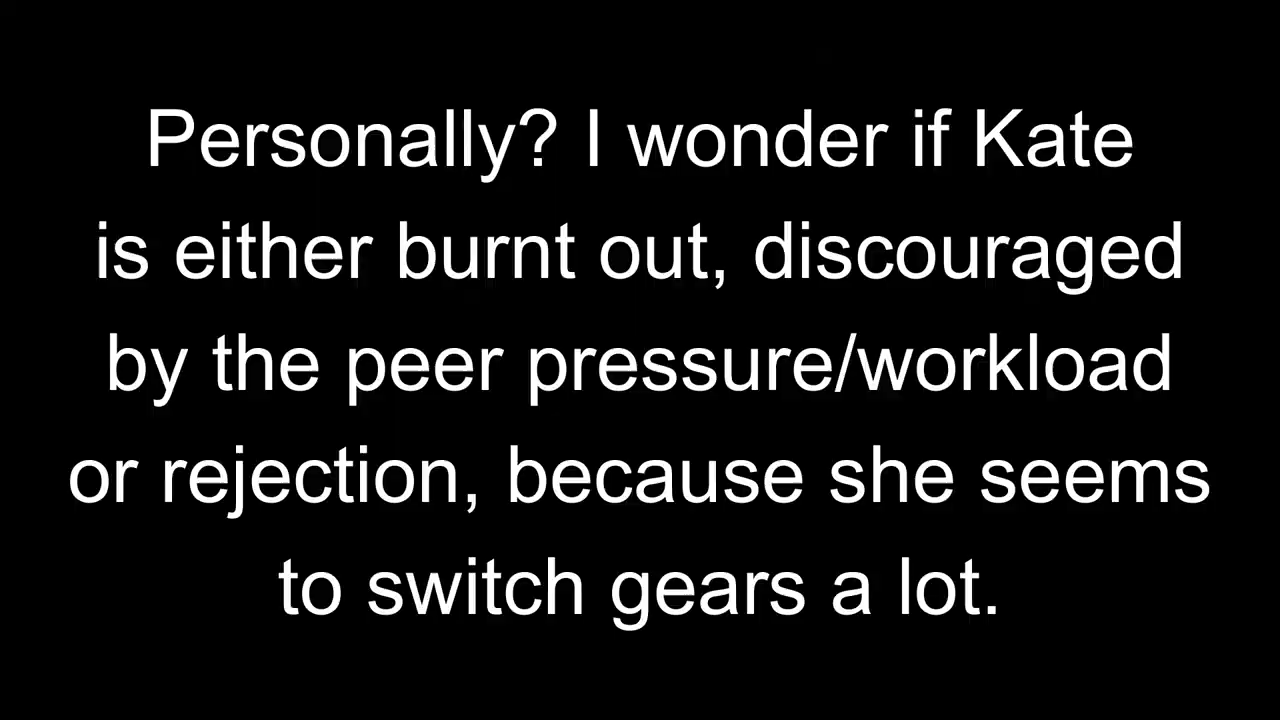 Personally? I wonder if Kate
is either burnt out, discouraged
by the peer pressure/workload
or rejection, because she seems
to switch gears a lot.